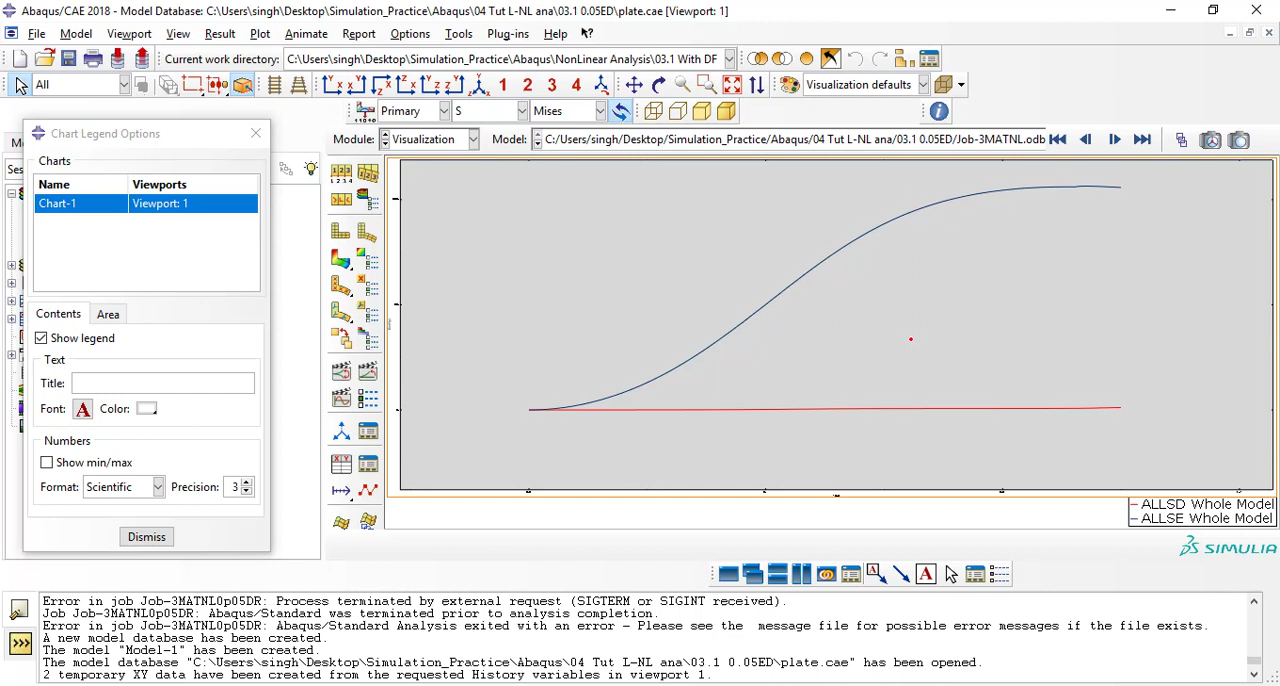 Abaqus/CAE 2018 - Model Database: C:\Users\singh\Desktop\Simulation_Practice\Abaqus\04 Tut L-NL ana\03.1 0.05ED\plate.cae [Viewport: 1]
File Model Viewport View Result Plot Animate Report Options Tools Plug-ins Help
Current work directory: C:\Users\singh\Desktop\Simulation_Practice\Abaqus\NonLinear Analysis\03.1 With DF
All
1 2 3 4
Visualization defaults
Primary S Mises
Chart Legend Options
Module: Visualization Model: C:/Users/singh/Desktop/Simulation_Practice/Abaqus/04 Tut L-NL ana/03.1 0.05ED/Job-3MATNL.odb
Charts
Name Viewports
Chart-1 Viewport: 1
Contents Area
Show legend
Text
Title:
Font: A Color:
Numbers
Show min/max
Format: Scientific Precision: 3
Dismiss
ALLSD Whole Model
ALLSE Whole Model
SIMULIA
Error in job Job-3MATNL0p05DR: Process terminated by external request (SIGTERM or SIGINT received).
Job Job-3MATNL0p05DR: Abaqus/Standard was terminated prior to analysis completion.
Error in job Job-3MATNL0p05DR: Abaqus/Standard Analysis exited with an error - Please see the message file for possible error messages if the file exists.
A new model database has been created.
The model "Model-1" has been created.
The model database "C:\Users\singh\Desktop\Simulation_Practice\Abaqus\04 Tut L-NL ana\03.1 0.05ED\plate.cae" has been opened.
2 temporary XY data have been created from the requested History variables in viewport 1.